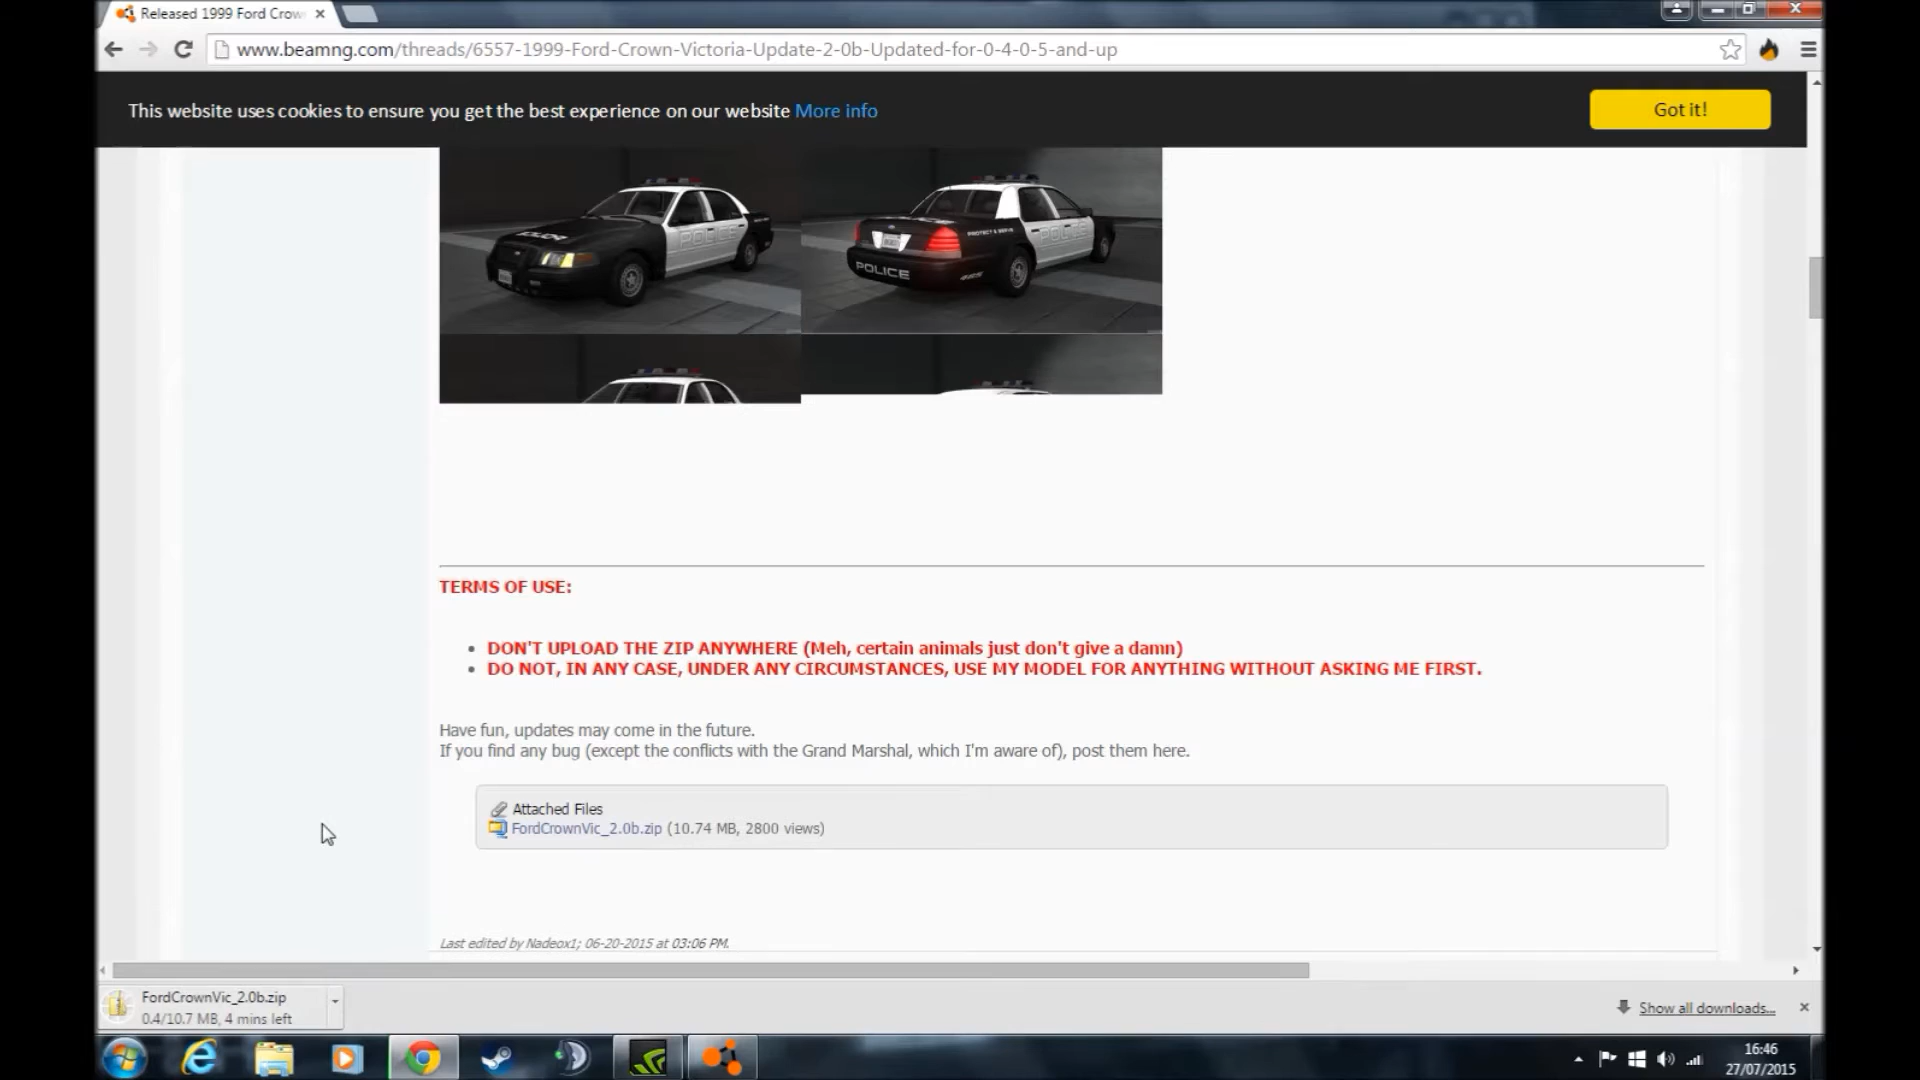 Released 1999 Ford Crow
www.beamng.com/threads/6557-1999-Ford-Crown-Victoria-Update-2-0b-Updated-for-0-4-0-5-and-up
This website uses cookies to ensure you get the best experience on our website More info
Got it!
POLICE
POLICE
PROTECT & SERVE
POLICE
POLICE
TERMS OF USE:
• DON'T UPLOAD THE ZIP ANYWHERE (Meh, certain animals just don't give a damn)
• DO NOT, IN ANY CASE, UNDER ANY CIRCUMSTANCES, USE MY MODEL FOR ANYTHING WITHOUT ASKING ME FIRST.
Have fun, updates may come in the future.
If you find any bug (except the conflicts with the Grand Marshal, which I'm aware of), post them here.
Attached Files
FordCrownVic_2.0b.zip (10.74 MB, 2800 views)
Last edited by Nadeox1; 06-20-2015 at 03:06 PM.
FordCrownVic_2.0b.zip
0.4/10.7 MB, 4 mins left
Show all downloads...
16:46
27/07/2015